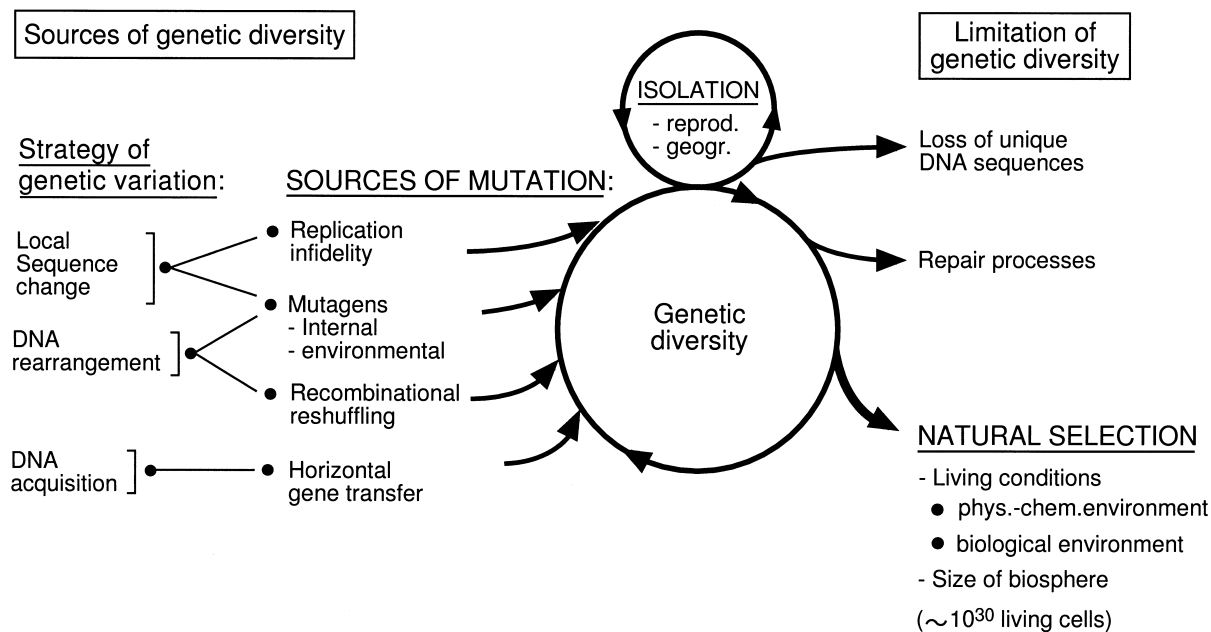 Sources of genetic diversity
Strategy of
genetic variation:
Local
Sequence
change
DNA
rearrangement
DNA
acquisition
SOURCES OF MUTATION:
Replication
infidelity
Mutagens
- Internal
- environmental
Recombinational
reshuffling
Horizontal
gene transfer
ISOLATION
- reprod.
- geogr.
Genetic
diversity
Limitation of
genetic diversity
Loss of unique
DNA sequences
Repair processes
NATURAL SELECTION
- Living conditions
● phys.-chem.environment
● biological environment
- Size of biosphere
(~10³⁰ living cells)